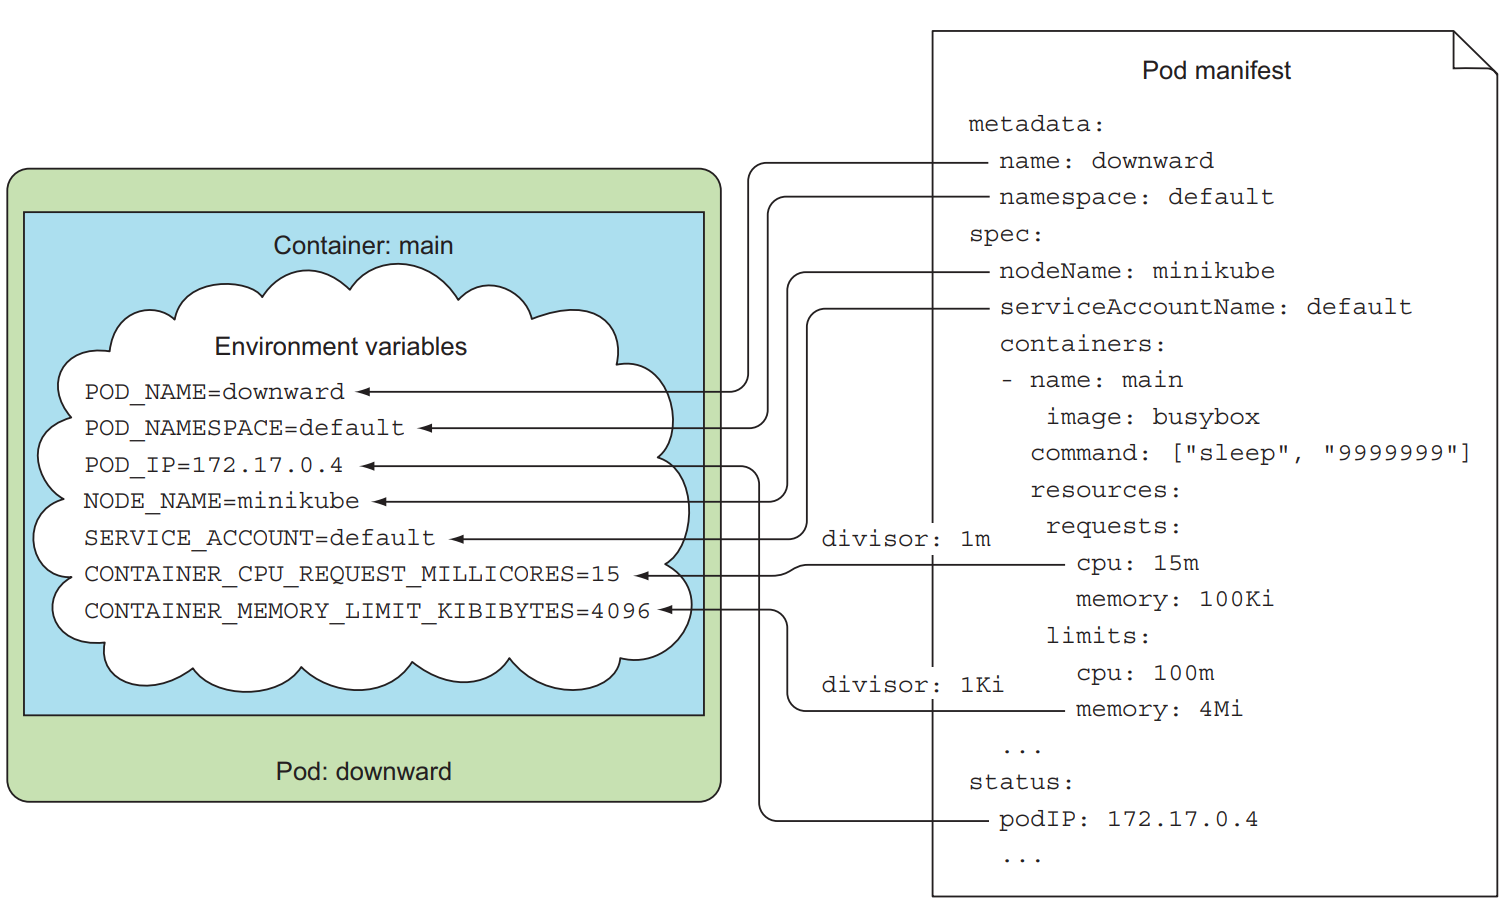 Pod manifest
metadata:
name: downward
namespace: default
spec:
nodeName: minikube
serviceAccountName: default
containers:
- name: main
image: busybox
command: ["sleep", "9999999"]
resources:
requests:
cpu: 15m
memory: 100Ki
limits:
cpu: 100m
memory: 4Mi
...
status:
podIP: 172.17.0.4
...
divisor: 1m
divisor: 1Ki
Container: main
Environment variables
POD_NAME=downward
POD_NAMESPACE=default
POD_IP=172.17.0.4
NODE_NAME=minikube
SERVICE_ACCOUNT=default
CONTAINER_CPU_REQUEST_MILLICORES=15
CONTAINER_MEMORY_LIMIT_KIBIBYTES=4096
Pod: downward